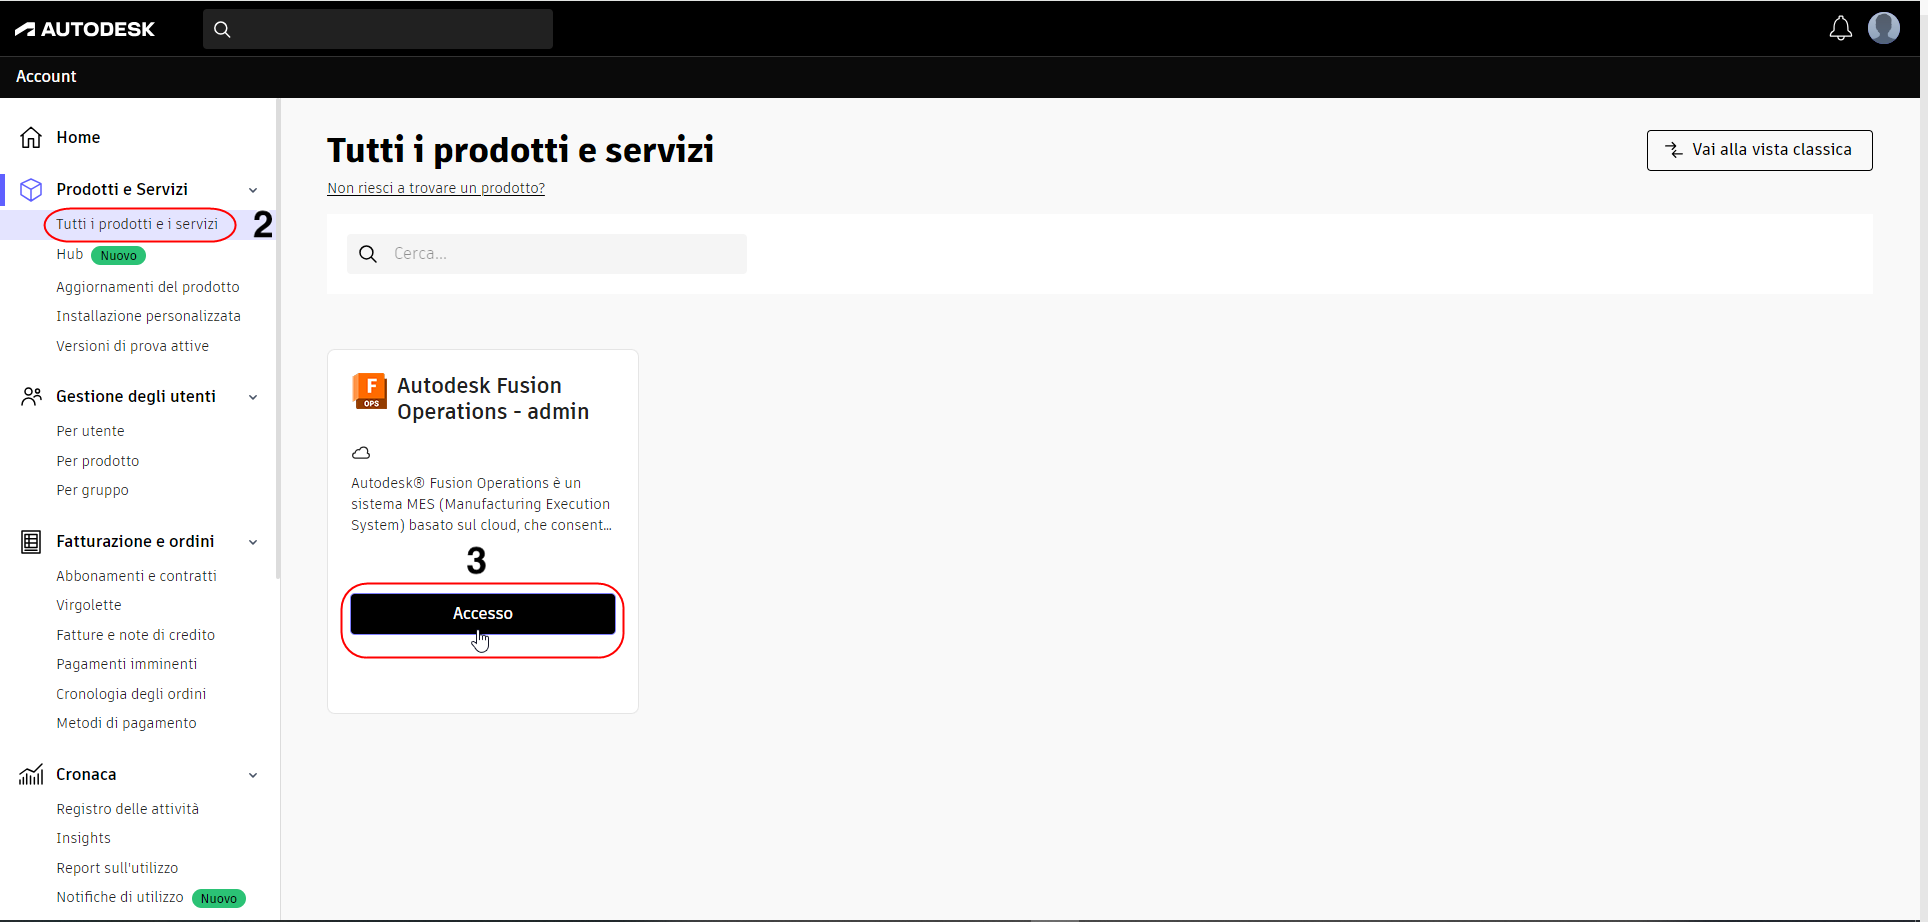 AUTODESK
Account
Home
Prodotti e Servizi
Tutti i prodotti e i servizi
2
Hub Nuovo
Aggiornamenti del prodotto
Installazione personalizzata
Versioni di prova attive
Gestione degli utenti
Per utente
Per prodotto
Per gruppo
Fatturazione e ordini
Abbonamenti e contratti
Virgolette
Fatture e note di credito
Pagamenti imminenti
Cronologia degli ordini
Metodi di pagamento
Cronaca
Registro delle attività
Insights
Report sull'utilizzo
Notifiche di utilizzo Nuovo
Tutti i prodotti e servizi
Non riesci a trovare un prodotto?
Vai alla vista classica
Cerca...
F
OPS
Autodesk Fusion
Operations - admin
Autodesk® Fusion Operations è un
sistema MES (Manufacturing Execution
System) basato sul cloud, che consent...
3
Accesso